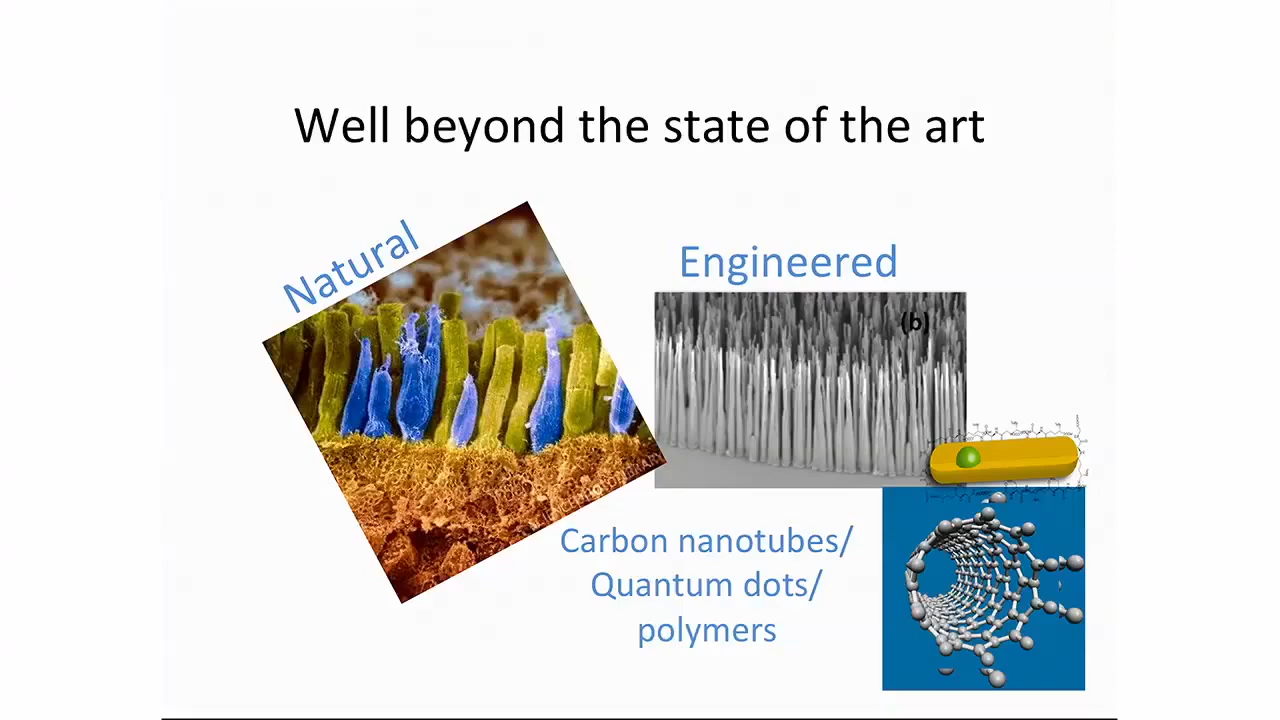 Well beyond the state of the art
Natural
Engineered
(b)
Carbon nanotubes/
Quantum dots/
polymers